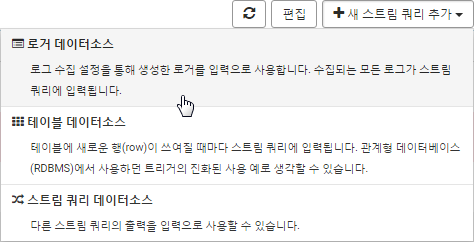 편집
새 스트림 쿼리 추가
로거 데이터소스
로그 수집 설정을 통해 생성한 로거를 입력으로 사용합니다. 수집되는 모든 로그가 스트림
쿼리에 입력됩니다.
테이블 데이터소스
테이블에 새로운 행(row)이 쓰여질 때마다 스트림 쿼리에 입력됩니다. 관계형 데이터베이스
(RDBMS)에서 사용하던 트리거의 진화된 사용 예로 생각할 수 있습니다.
스트림 쿼리 데이터소스
다른 스트림 쿼리의 출력을 입력으로 사용할 수 있습니다.